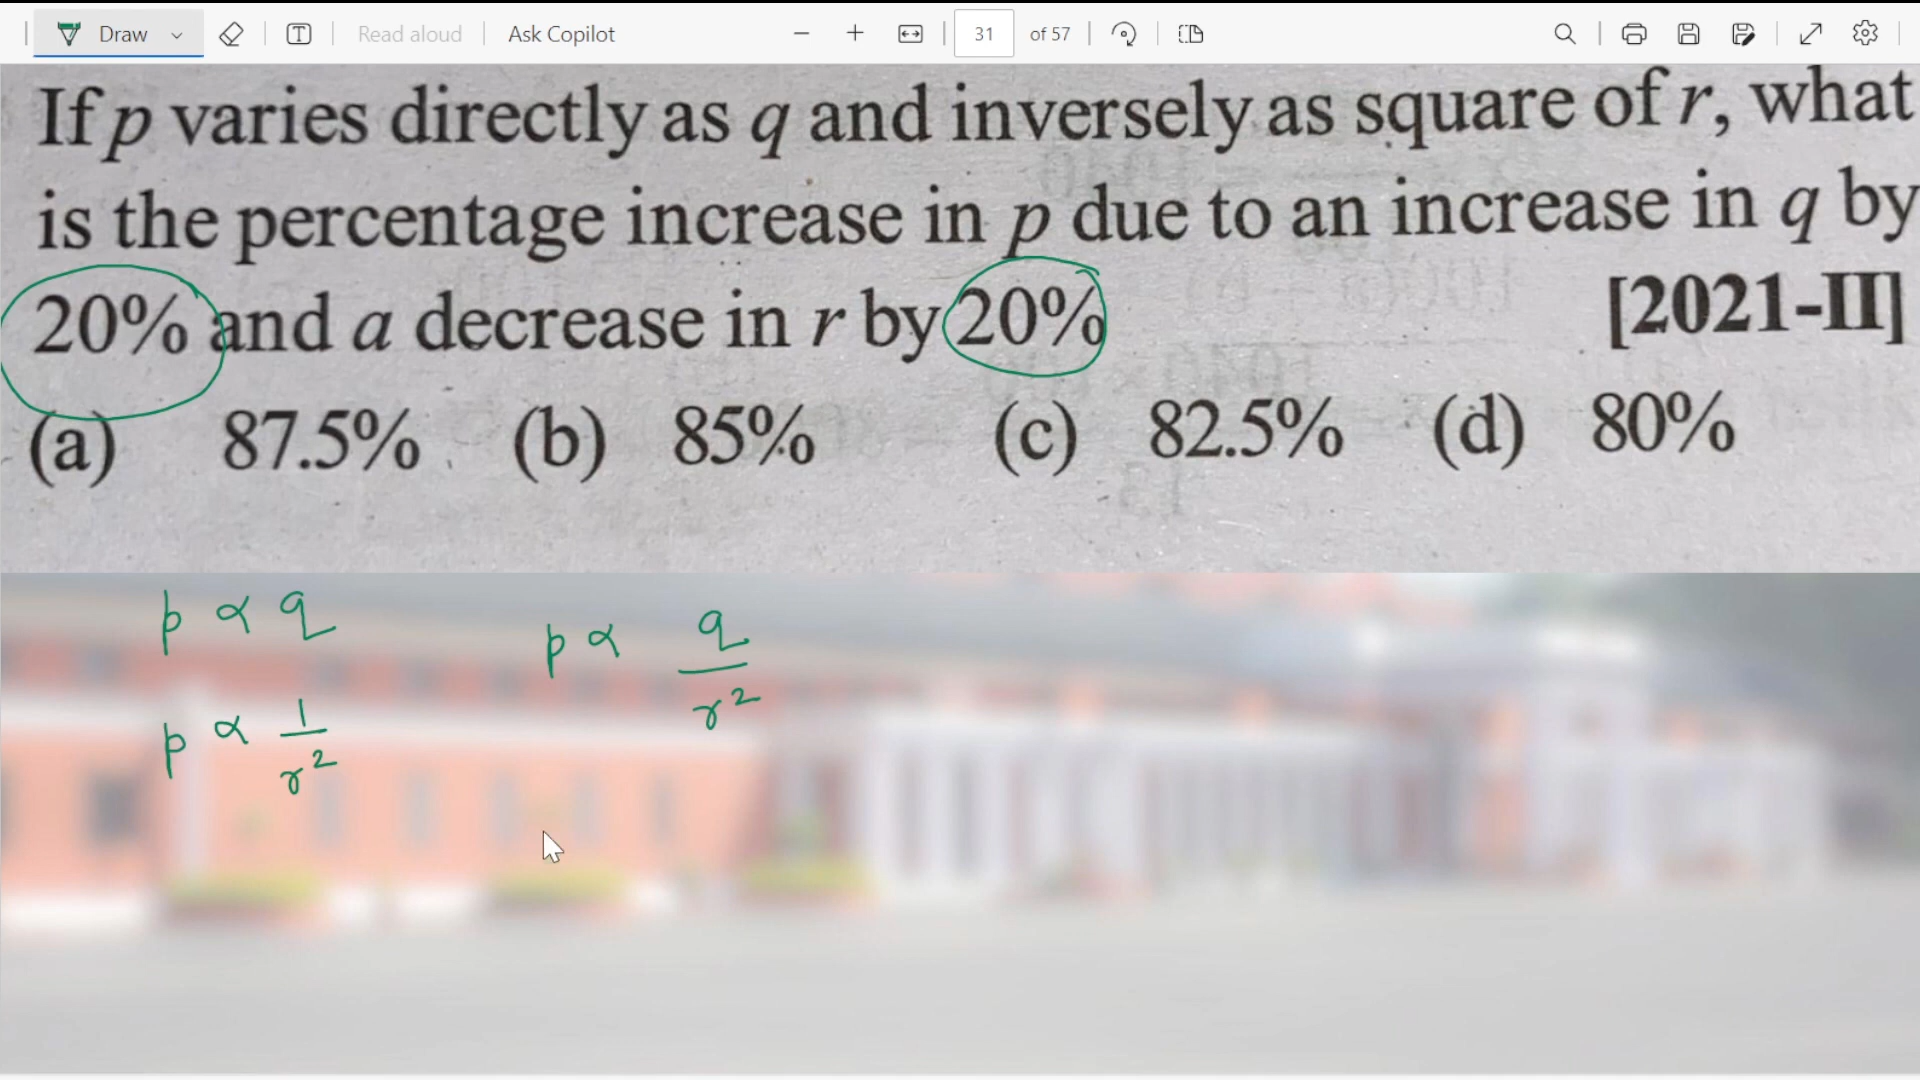 Draw Read aloud Ask Copilot 31 of 57
If p varies directly as q and inversely as square of r, what
is the percentage increase in p due to an increase in q by
20% and a decrease in r by 20% [2021-II]
(a) 87.5% (b) 85% (c) 82.5% (d) 80%
p ∝ q
p ∝ q/r²
p ∝ 1/r²